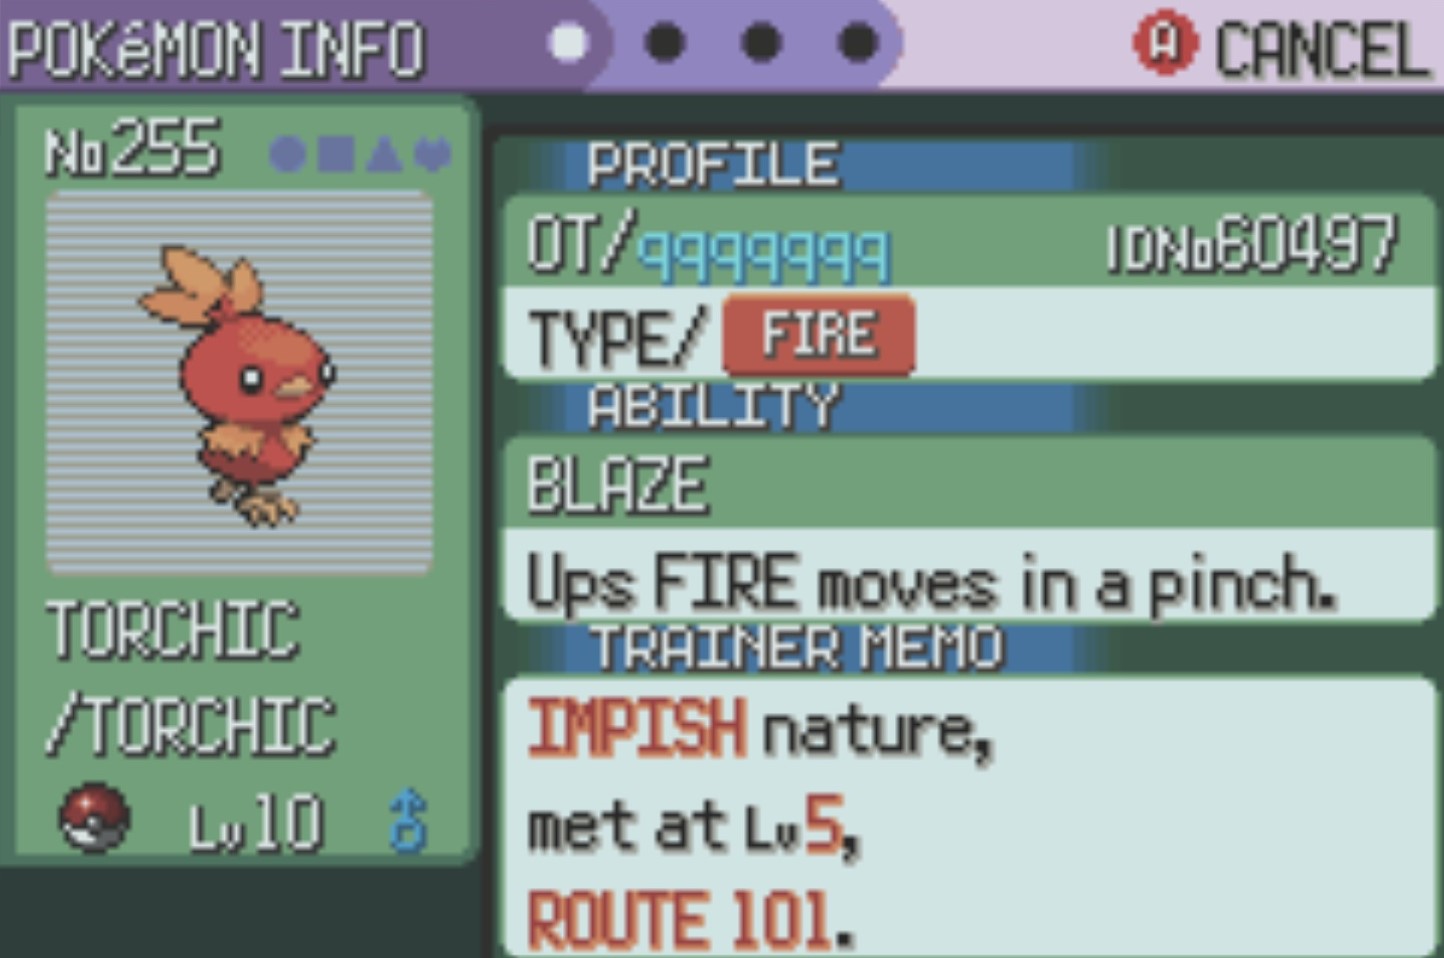 POKéMON INFO
A CANCEL
No255
TORCHIC
/TORCHIC
Lv10 ♂
PROFILE
OT/qqqqqqq IDNo60497
TYPE/ FIRE
ABILITY
BLAZE
Ups FIRE moves in a pinch.
TRAINER MEMO
IMPISH nature,
met at Lv5,
ROUTE 101.